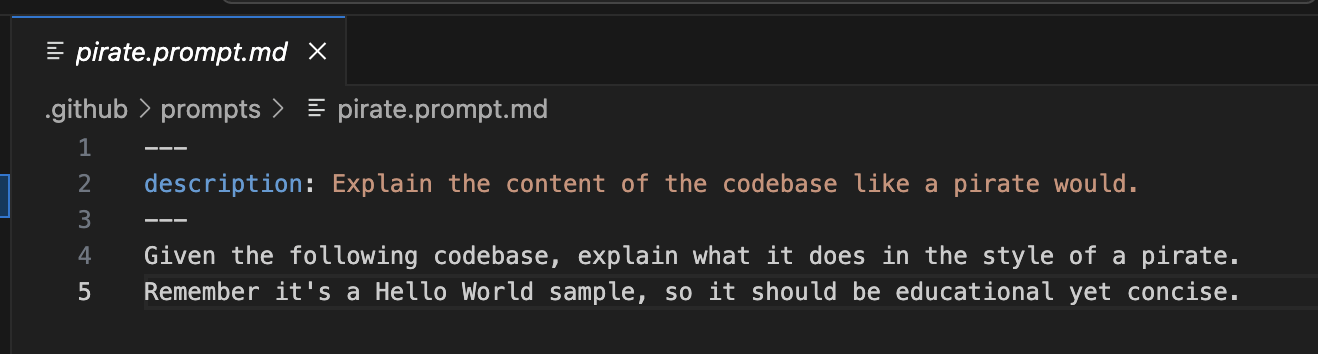 pirate.prompt.md
.github > prompts > pirate.prompt.md
1 ---
2 description: Explain the content of the codebase like a pirate would.
3 ---
4 Given the following codebase, explain what it does in the style of a pirate.
5 Remember it's a Hello World sample, so it should be educational yet concise.